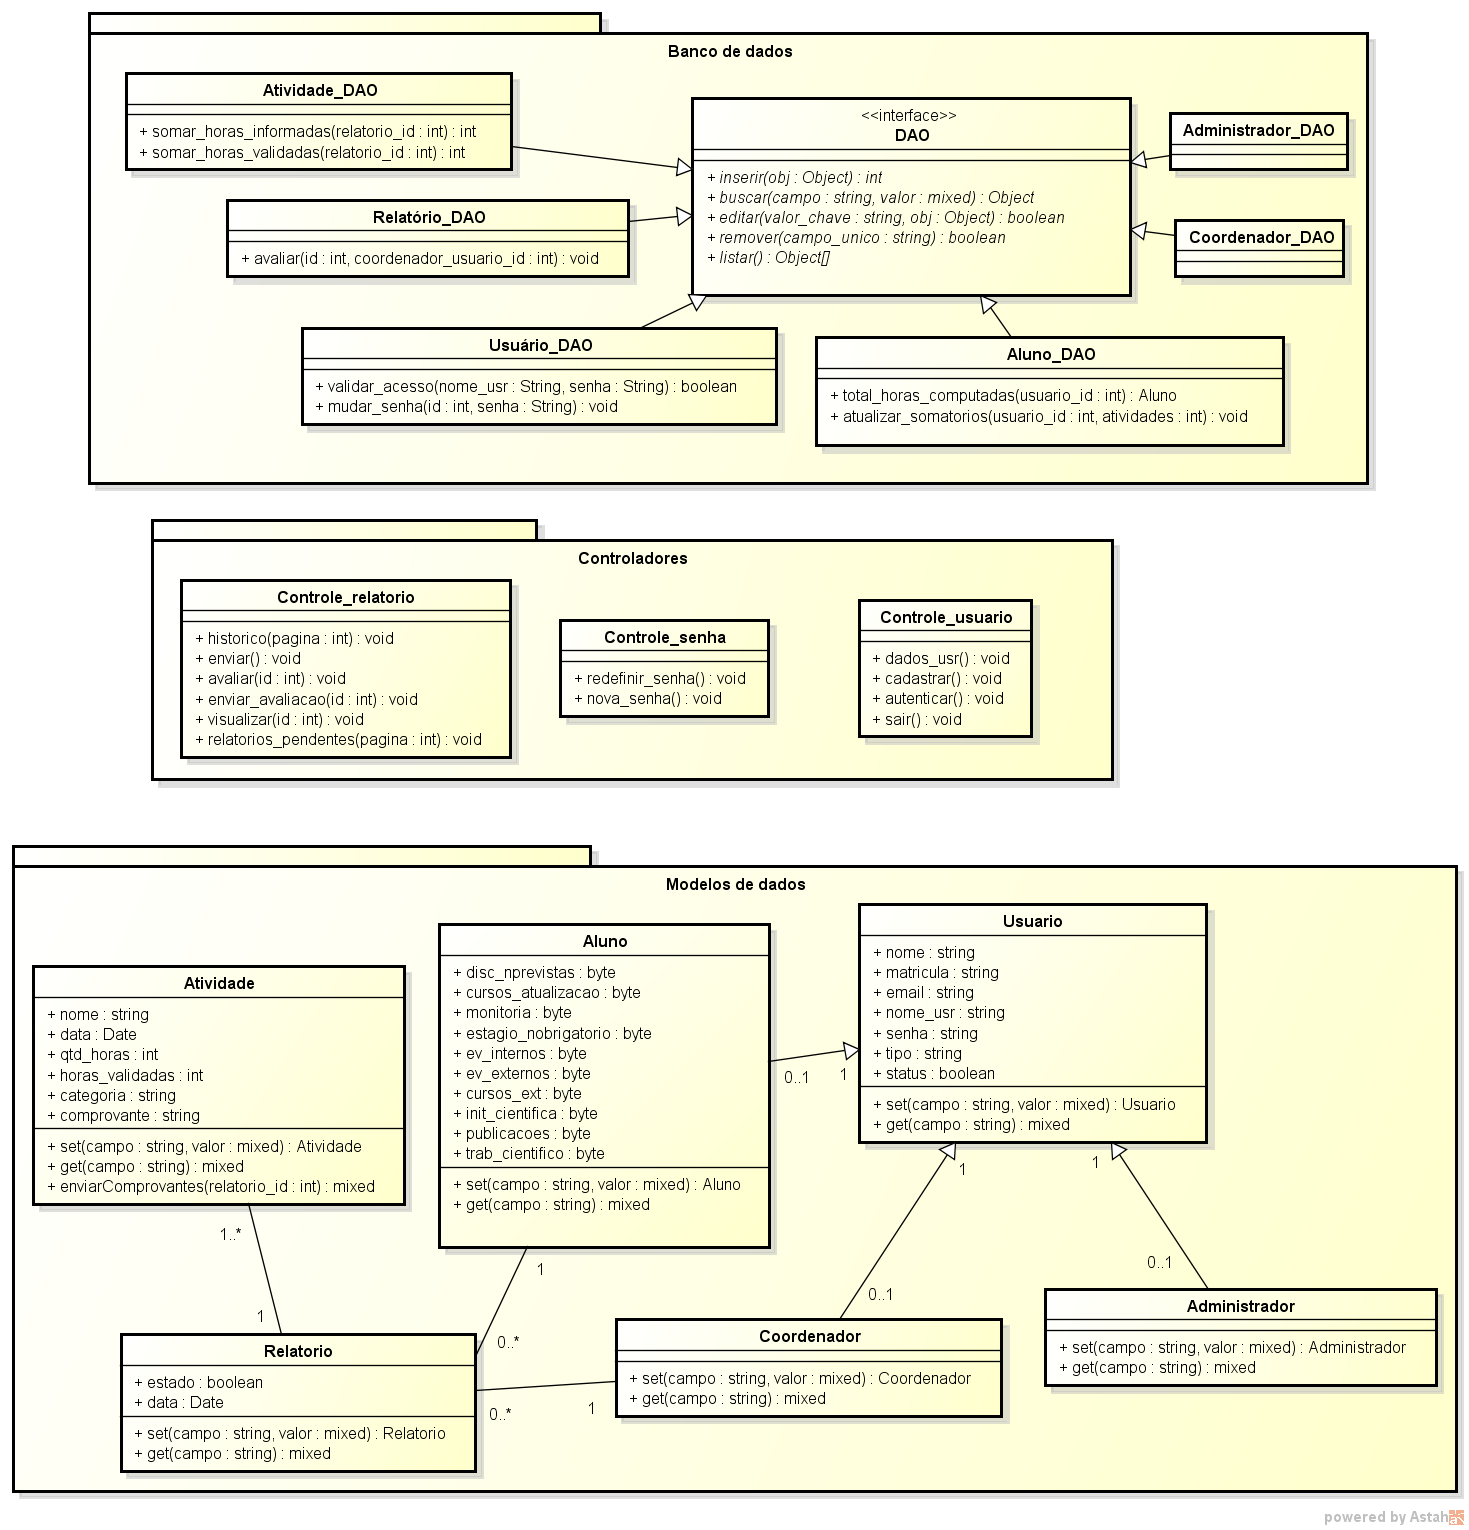 Banco de dados
Atividade_DAO
+ somar_horas_informadas(relatorio_id : int) : int
+ somar_horas_validadas(relatorio_id : int) : int
<<interface>>
DAO
+ inserir(obj : Object) : int
+ buscar(campo : string, valor : mixed) : Object
+ editar(valor_chave : string, obj : Object) : boolean
+ remover(campo_unico : string) : boolean
+ listar() : Object[]
Administrador_DAO
Relatório_DAO
+ avaliar(id : int, coordenador_usuario_id : int) : void
Coordenador_DAO
Usuário_DAO
+ validar_acesso(nome_usr : String, senha : String) : boolean
+ mudar_senha(id : int, senha : String) : void
Aluno_DAO
+ total_horas_computadas(usuario_id : int) : Aluno
+ atualizar_somatorios(usuario_id : int, atividades : int) : void
Controladores
Controle_relatorio
+ historico(pagina : int) : void
+ enviar() : void
+ avaliar(id : int) : void
+ enviar_avaliacao(id : int) : void
+ visualizar(id : int) : void
+ relatorios_pendentes(pagina : int) : void
Controle_senha
+ redefinir_senha() : void
+ nova_senha() : void
Controle_usuario
+ dados_usr() : void
+ cadastrar() : void
+ autenticar() : void
+ sair() : void
Modelos de dados
Atividade
+ nome : string
+ data : Date
+ qtd_horas : int
+ horas_validadas : int
+ categoria : string
+ comprovante : string
+ set(campo : string, valor : mixed) : Atividade
+ get(campo : string) : mixed
+ enviarComprovantes(relatorio_id : int) : mixed
Aluno
+ disc_nprevistas : byte
+ cursos_atualizacao : byte
+ monitoria : byte
+ estagio_nobrigatorio : byte
+ ev_internos : byte
+ ev_externos : byte
+ cursos_ext : byte
+ init_cientifica : byte
+ publicacoes : byte
+ trab_cientifico : byte
+ set(campo : string, valor : mixed) : Aluno
+ get(campo : string) : mixed
Usuario
+ nome : string
+ matricula : string
+ email : string
+ nome_usr : string
+ senha : string
+ tipo : string
+ status : boolean
+ set(campo : string, valor : mixed) : Usuario
+ get(campo : string) : mixed
0..1
1
1
1
1..*
1
0..1
0..1
1
0..*
Relatorio
+ estado : boolean
+ data : Date
+ set(campo : string, valor : mixed) : Relatorio
+ get(campo : string) : mixed
0..*
1
Coordenador
+ set(campo : string, valor : mixed) : Coordenador
+ get(campo : string) : mixed
Administrador
+ set(campo : string, valor : mixed) : Administrador
+ get(campo : string) : mixed
powered by Astah